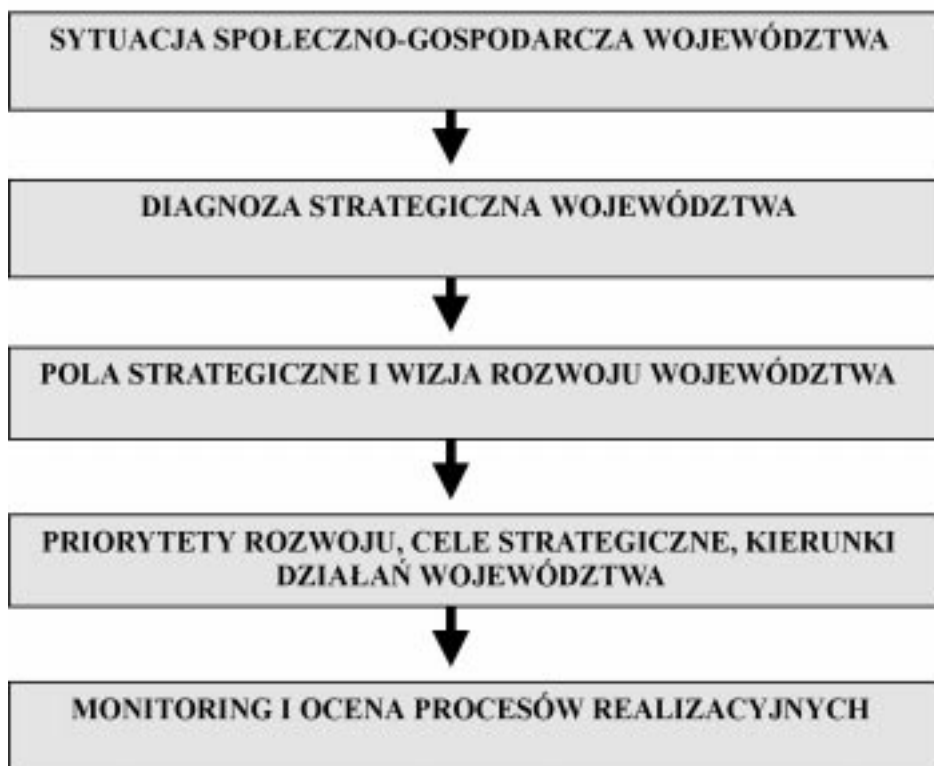 SYTUACJA SPOŁECZNO-GOSPODARCZA WOJEWÓDZTWA
DIAGNOZA STRATEGICZNA WOJEWÓDZTWA
POLA STRATEGICZNE I WIZJA ROZWOJU WOJEWÓDZTWA
PRIORYTETY ROZWOJU, CELE STRATEGICZNE, KIERUNKI
DZIAŁAŃ WOJEWÓDZTWA
MONITORING I OCENA PROCESÓW REALIZACYJNYCH